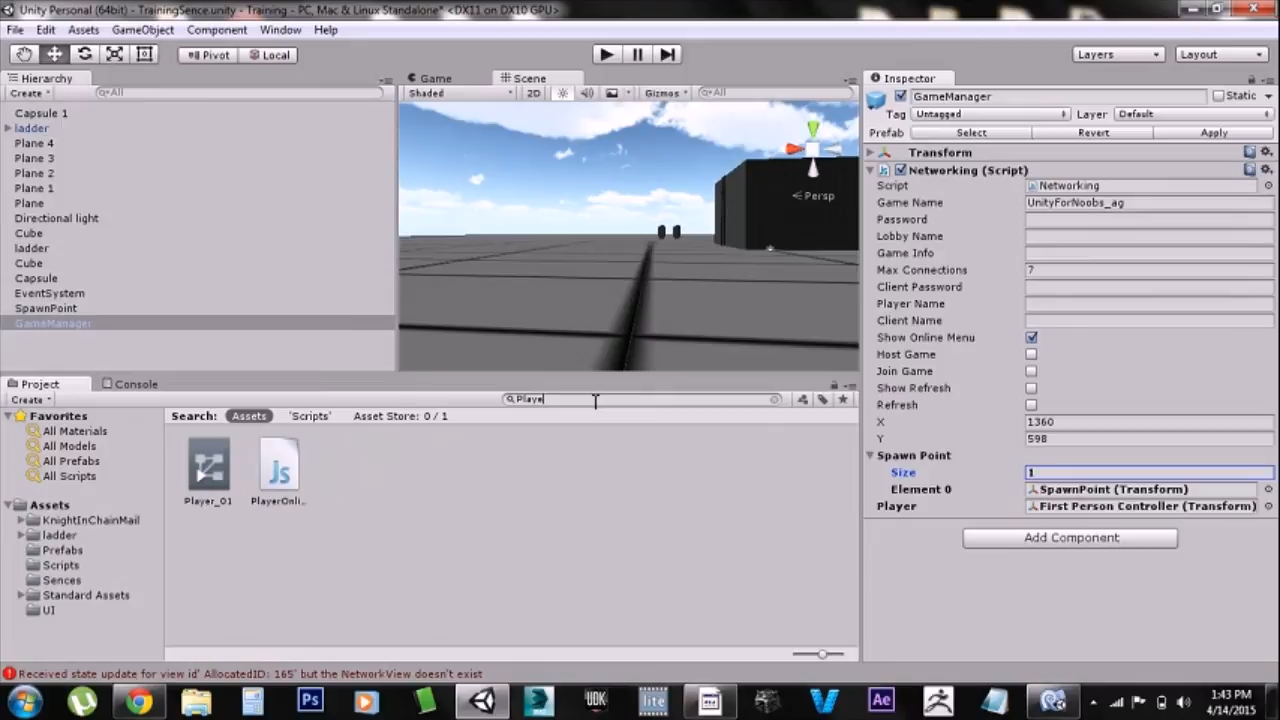 Unity Personal (64bit) - TrainingSence.unity - Training - PC, Mac & Linux Standalone* <DX11 on DX10 GPU>
File Edit Assets GameObject Component Window Help
Pivot Local Layers Layout
Hierarchy
Create All
Capsule 1
ladder
Plane 4
Plane 3
Plane 2
Plane 1
Plane
Directional light
Cube
ladder
Cube
Capsule
EventSystem
SpawnPoint
GameManager
Game Scene
Shaded 2D Gizmos All
Persp
Inspector
GameManager Static
Tag Untagged Layer Default
Prefab Select Revert Apply
Transform
Networking (Script)
Script Networking
Game Name UnityForNoobs_ag
Password
Lobby Name
Game Info
Max Connections 7
Client Password
Player Name
Client Name
Show Online Menu
Host Game
Join Game
Show Refresh
Refresh
X 1360
Y 598
Spawn Point
Size 1
Element 0 SpawnPoint (Transform)
Player First Person Controller (Transform)
Add Component
Project Console
Create Playe
Favorites
All Materials
All Models
All Prefabs
All Scripts
Assets
KnightInChainMail
ladder
Prefabs
Scripts
Sences
Standard Assets
UI
Search: Assets 'Scripts' Asset Store: 0 / 1
Player_01 PlayerOnli...
Js
Received state update for view id' AllocatedID: 165' but the NetworkView doesn't exist
Ps UDK lite Ae
1:43 PM
4/14/2015